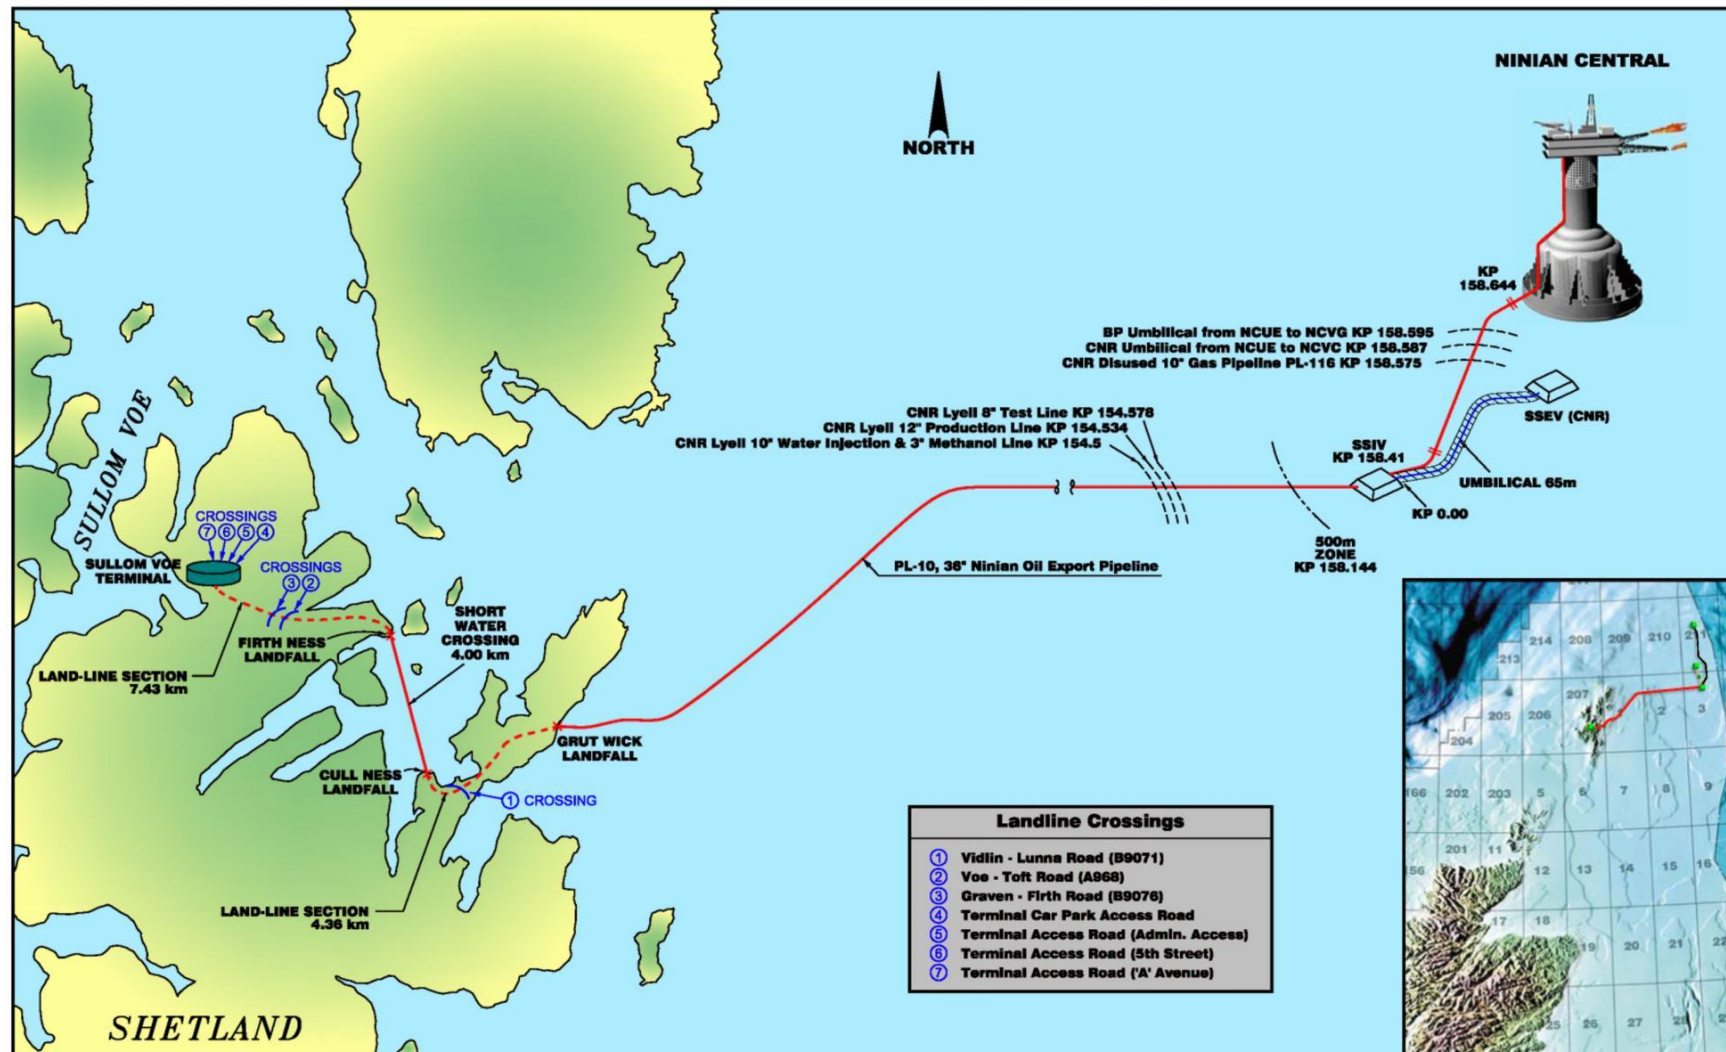 NINIAN CENTRAL
NORTH
KP
158.644
BP Umbilical from NCUE to NCVG KP 158.595
CNR Umbilical from NCUE to NCVC KP 158.587
CNR Disused 10" Gas Pipeline PL-116 KP 158.575
SSEV (CNR)
CNR Lyell 8" Test Line KP 154.578
CNR Lyell 12" Production Line KP 154.534
CNR Lyell 10" Water Injection & 3" Methanol Line KP 154.5
SSIV
KP 158.41
UMBILICAL 65m
KP 0.00
500m
ZONE
KP 158.144
PL-10, 36" Ninian Oil Export Pipeline
SULLOM VOE
CROSSINGS
7 6 5 4
SULLOM VOE
TERMINAL
CROSSINGS
3 2
FIRTH NESS
LANDFALL
SHORT
WATER
CROSSING
4.00 km
LAND-LINE SECTION
7.43 km
GRUT WICK
LANDFALL
CULL NESS
LANDFALL
1 CROSSING
LAND-LINE SECTION
4.36 km
SHETLAND
Landline Crossings
1 Vidlin - Lunna Road (B9071)
2 Voe - Toft Road (A968)
3 Graven - Firth Road (B9076)
4 Terminal Car Park Access Road
5 Terminal Access Road (Admin. Access)
6 Terminal Access Road (5th Street)
7 Terminal Access Road ('A' Avenue)
214 208 209 210 211
213
207
205 206 2 3
204
202 203 5 6 7 8 9
201 11 12 13 14 15 16
17 18 19 20 21 22
25 26 27 28